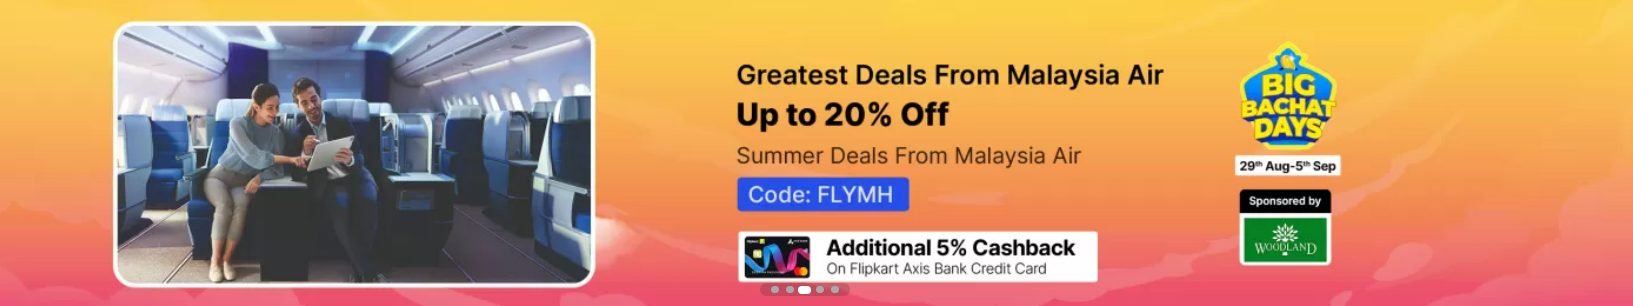 Greatest Deals From Malaysia Air
Up to 20% Off
Summer Deals From Malaysia Air
Code: FLYMH
Additional 5% Cashback
On Flipkart Axis Bank Credit Card
BIG
BACHAT
DAYS
29th Aug-5th Sep
Sponsored by
WOODLAND